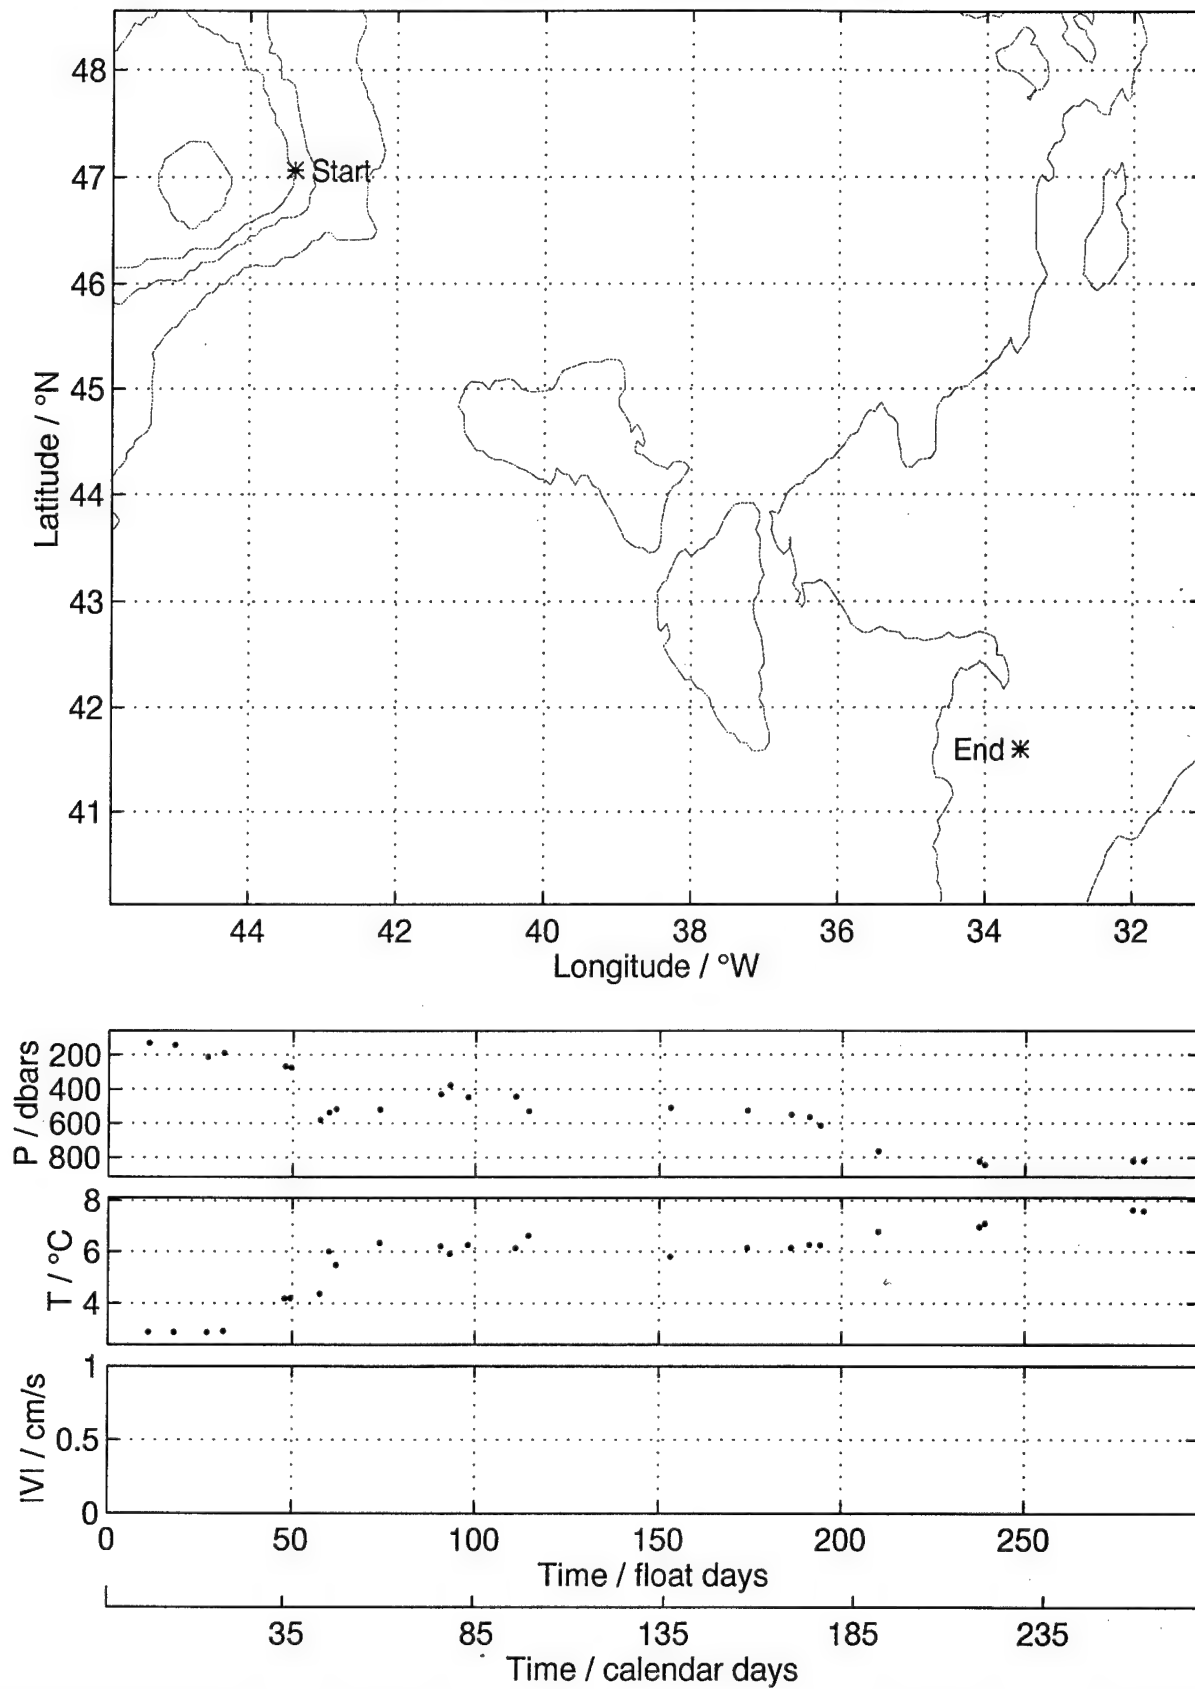 48
47
46
45
44
43
42
41
Latitude / °N
Start
End
44 42 40 38 36 34 32
Longitude / °W
200
400
600
800
P / dbars
8
6
4
T / °C
1
0.5
0
IVI / cm/s
0 50 100 150 200 250
Time / float days
35 85 135 185 235
Time / calendar days